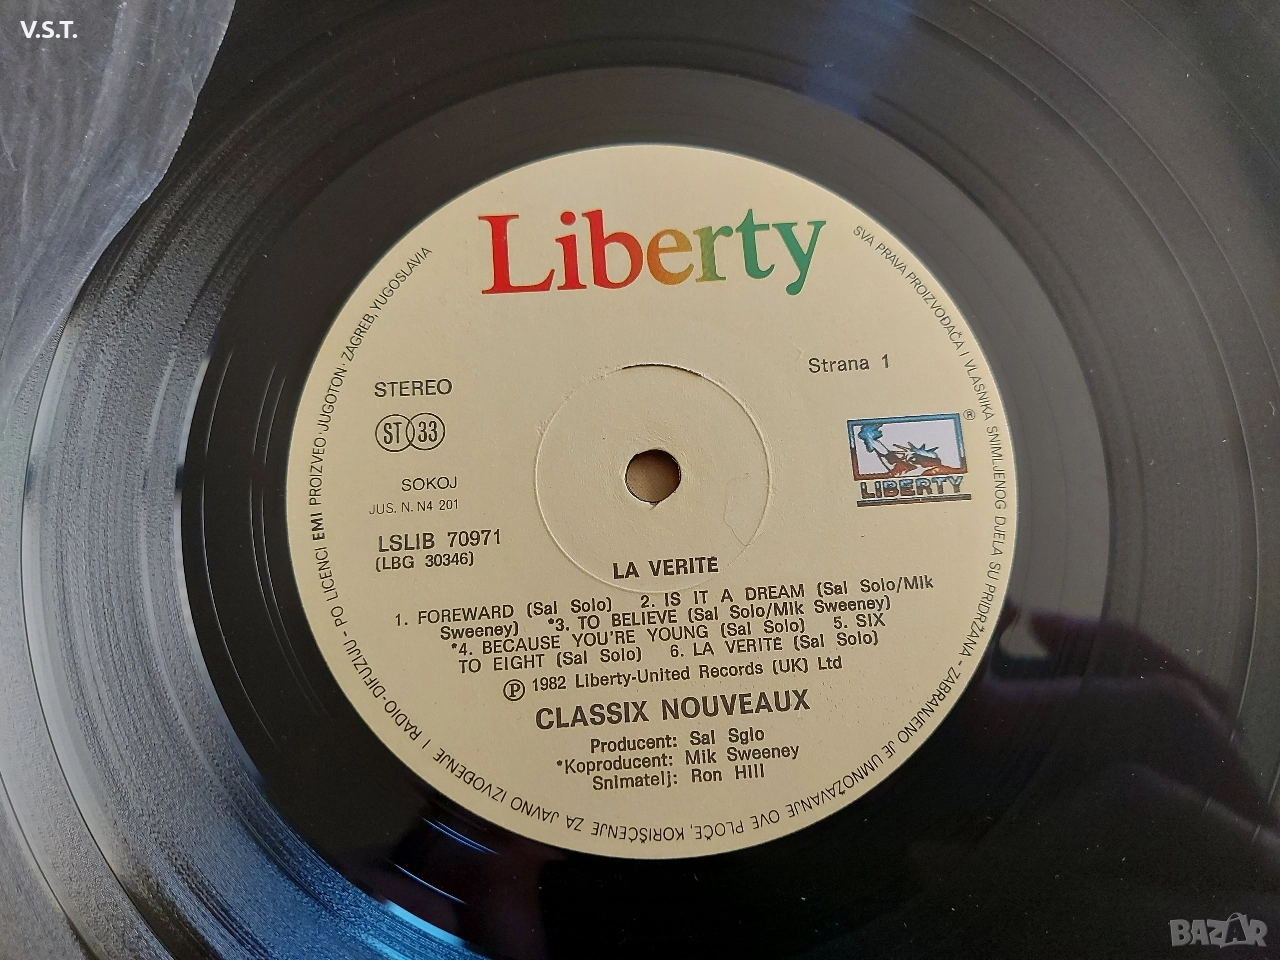 V.S.T.
Liberty
STEREO
Strana 1
ST 33
®
LIBERTY
SOKOJ
JUS. N. N4 201
LSLIB 70971
(LBG 30346)
LA VERITÉ
1. FOREWARD (Sal Solo) 2. IS IT A DREAM (Sal Solo/Mik
Sweeney) *3. TO BELIEVE (Sal Solo/Mik Sweeney)
*4. BECAUSE YOU'RE YOUNG (Sal Solo) 5. SIX
TO EIGHT (Sal Solo) 6. LA VERITÉ (Sal Solo)
Ⓟ 1982 Liberty-United Records (UK) Ltd
CLASSIX NOUVEAUX
Producent: Sal Sglo
*Koproducent: Mik Sweeney
Snimatelj: Ron Hill
SVA PRAVA PROIZVOĐAČA I VLASNIKA SNIMLJENOG DJELA SU PRIDRŽANA - ZABRANJENO JE UMNOŽAVANJE OVE PLOČE, KORIŠĆENJE ZA JAVNO IZVOĐENJE I RADIO-DIFUZIJU - PO LICENCI EMI PROIZVEO: JUGOTON - ZAGREB, YUGOSLAVIA
BAZAR